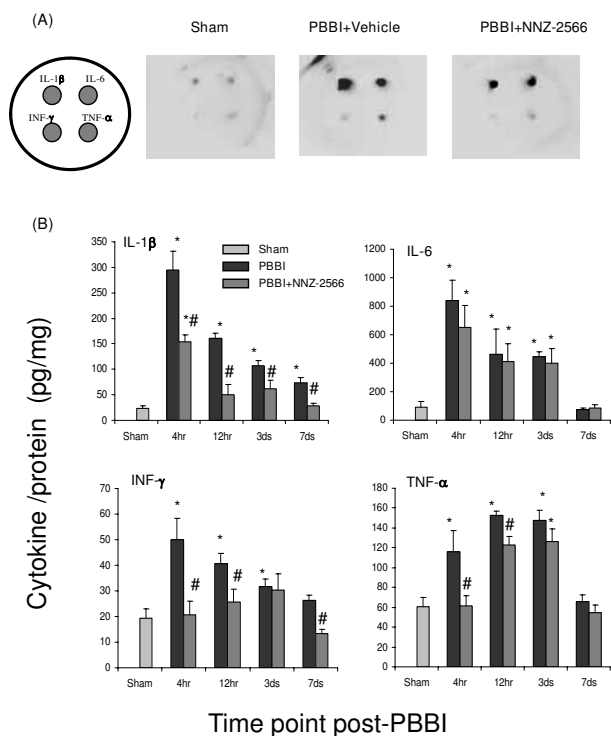 (A)
Sham PBBI+Vehicle PBBI+NNZ-2566
IL-1β IL-6
INF-γ TNF-α
(B)
Cytokine /protein (pg/mg)
IL-1β
Sham
PBBI
PBBI+NNZ-2566
350
300
250
200
150
100
50
0
* *# * # * # * #
Sham 4hr 12hr 3ds 7ds
IL-6
1200
1000
800
600
400
200
0
* * * * * *
Sham 4hr 12hr 3ds 7ds
INF-γ
70
60
50
40
30
20
10
0
* # * # * #
Sham 4hr 12hr 3ds 7ds
TNF-α
180
160
140
120
100
80
60
40
20
0
* # * # * *
Sham 4hr 12hr 3ds 7ds
Time point post-PBBI